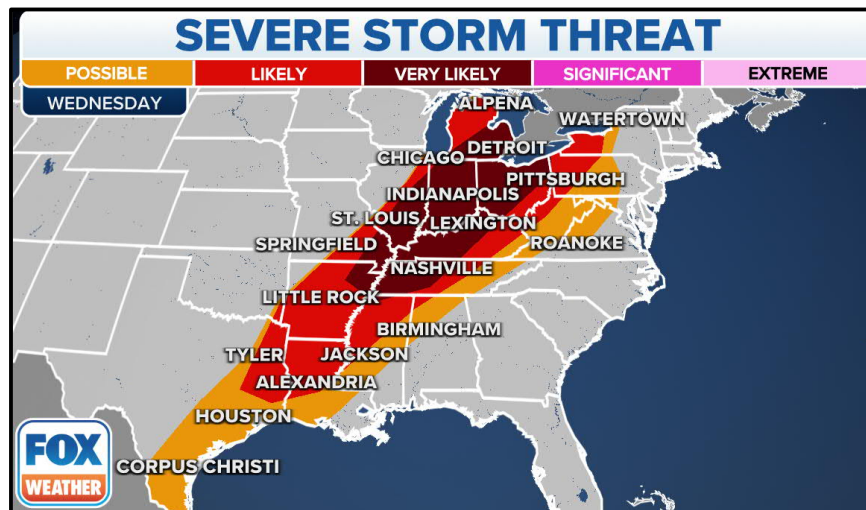 SEVERE STORM THREAT
POSSIBLE LIKELY VERY LIKELY SIGNIFICANT EXTREME
WEDNESDAY
ALPENA
WATERTOWN
DETROIT
CHICAGO
PITTSBURGH
INDIANAPOLIS
ST. LOUIS
LEXINGTON
SPRINGFIELD
ROANOKE
NASHVILLE
LITTLE ROCK
BIRMINGHAM
TYLER
JACKSON
ALEXANDRIA
HOUSTON
CORPUS CHRISTI
FOX
WEATHER